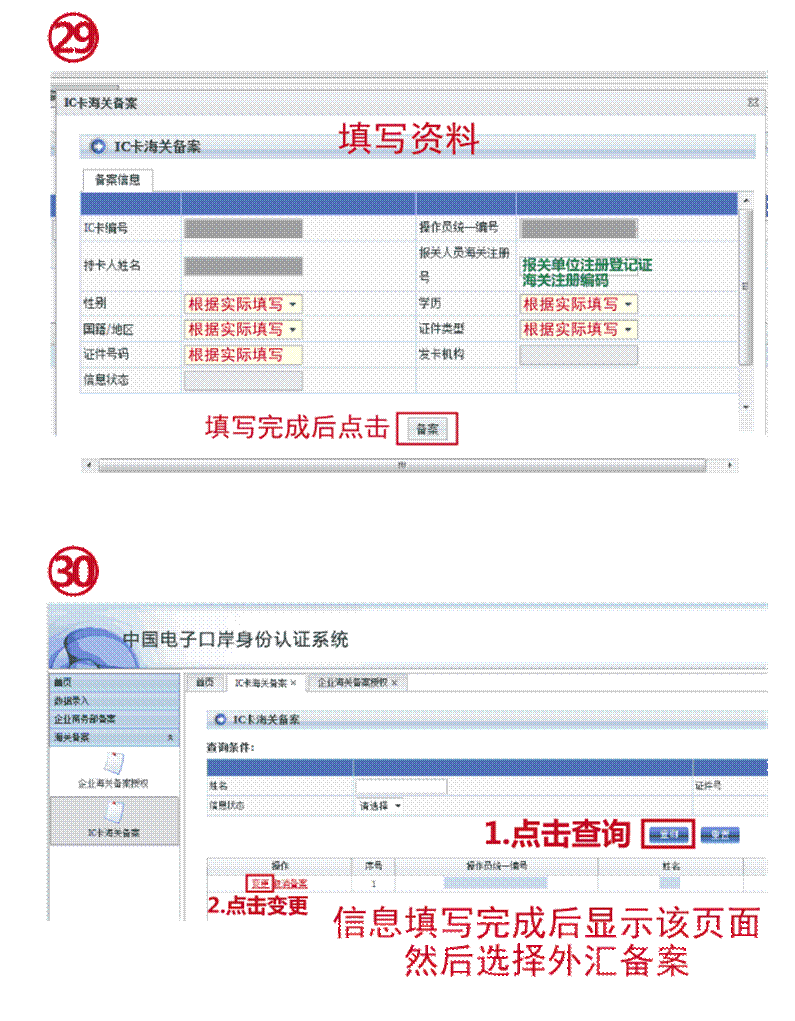 29
IC卡海关备案
IC卡海关备案
填写资料
备案信息
IC卡编号
操作员统一编号
持卡人姓名
报关人员海关注册
号
报关单位注册登记证
海关注册编码
性别
根据实际填写
学历
根据实际填写
国籍/地区
根据实际填写
证件类型
根据实际填写
证件号码
根据实际填写
发卡机构
信息状态
填写完成后点击
备案
30
中国电子口岸身份认证系统
首页
数据录入
企业商务部备案
海关备案
企业海关备案授权
IC卡海关备案
首页
IC卡海关备案 ×
企业海关备案授权 ×
IC卡海关备案
查询条件:
姓名
证件号
信息状态
请选择
1.点击查询
查询
重置
操作
序号
操作员统一编号
姓名
变更
取消备案
1
2.点击变更
信息填写完成后显示该页面
然后选择外汇备案